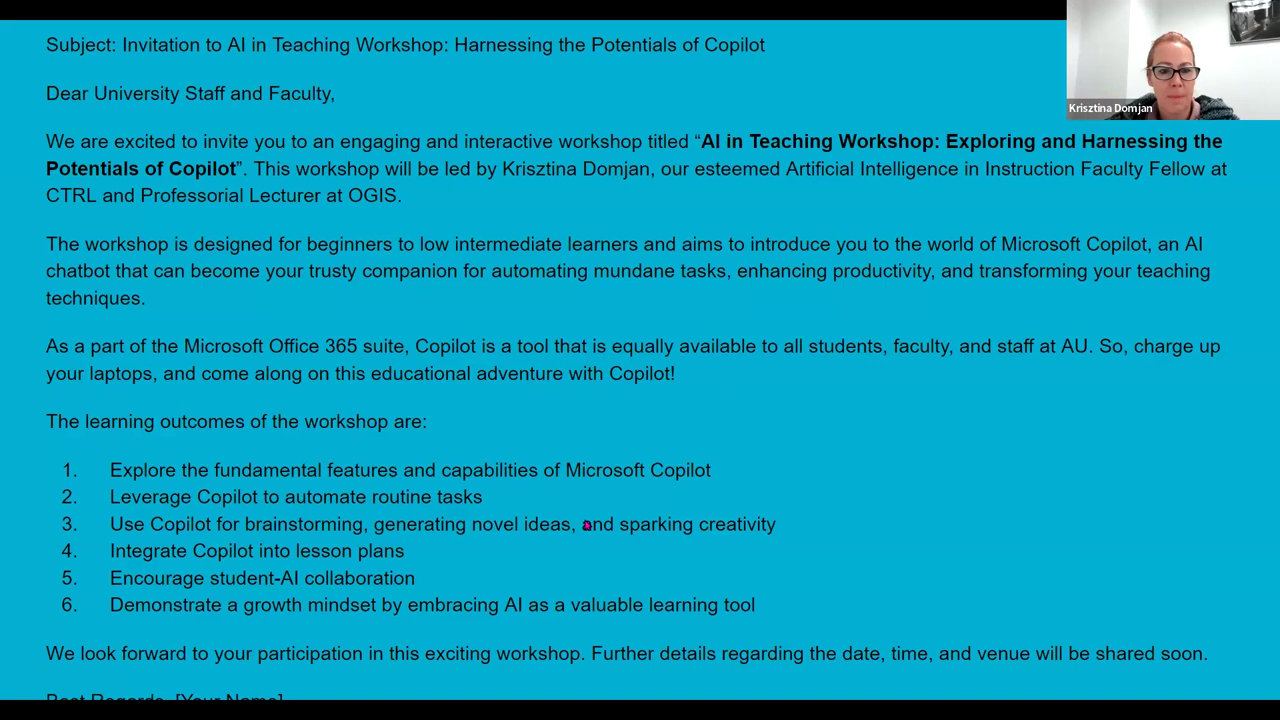 Subject: Invitation to AI in Teaching Workshop: Harnessing the Potentials of Copilot
Krisztina Domjan
Dear University Staff and Faculty,
We are excited to invite you to an engaging and interactive workshop titled “AI in Teaching Workshop: Exploring and Harnessing the
Potentials of Copilot”. This workshop will be led by Krisztina Domjan, our esteemed Artificial Intelligence in Instruction Faculty Fellow at
CTRL and Professorial Lecturer at OGIS.
The workshop is designed for beginners to low intermediate learners and aims to introduce you to the world of Microsoft Copilot, an AI
chatbot that can become your trusty companion for automating mundane tasks, enhancing productivity, and transforming your teaching
techniques.
As a part of the Microsoft Office 365 suite, Copilot is a tool that is equally available to all students, faculty, and staff at AU. So, charge up
your laptops, and come along on this educational adventure with Copilot!
The learning outcomes of the workshop are:
1. Explore the fundamental features and capabilities of Microsoft Copilot
2. Leverage Copilot to automate routine tasks
3. Use Copilot for brainstorming, generating novel ideas, and sparking creativity
4. Integrate Copilot into lesson plans
5. Encourage student-AI collaboration
6. Demonstrate a growth mindset by embracing AI as a valuable learning tool
We look forward to your participation in this exciting workshop. Further details regarding the date, time, and venue will be shared soon.
Best Regards, [Your Name]